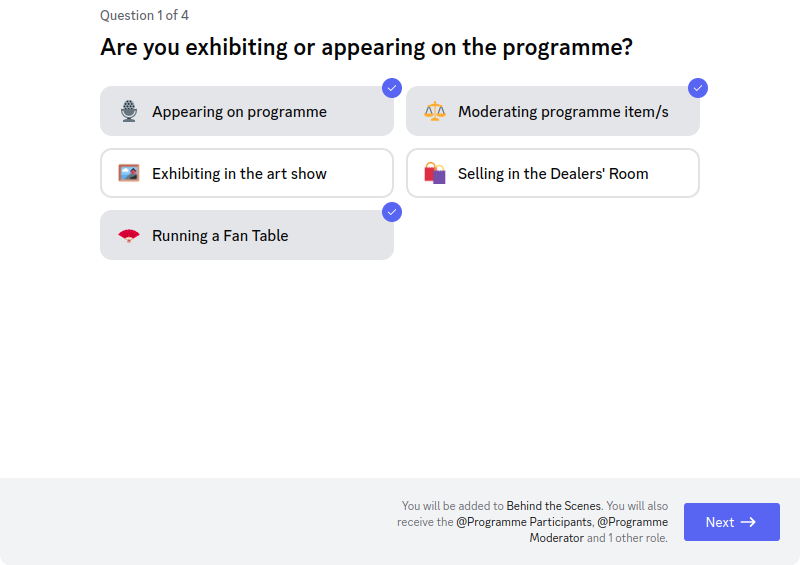 Question 1 of 4
Are you exhibiting or appearing on the programme?
Appearing on programme
Moderating programme item/s
Exhibiting in the art show
Selling in the Dealers' Room
Running a Fan Table
You will be added to Behind the Scenes. You will also
receive the @Programme Participants, @Programme
Moderator and 1 other role.
Next →